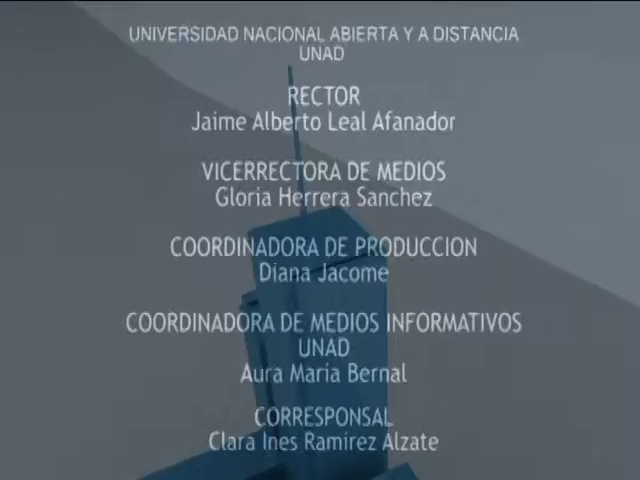 UNIVERSIDAD NACIONAL ABIERTA Y A DISTANCIA
UNAD
RECTOR
Jaime Alberto Leal Afanador
VICERRECTORA DE MEDIOS
Gloria Herrera Sanchez
COORDINADORA DE PRODUCCION
Diana Jacome
COORDINADORA DE MEDIOS INFORMATIVOS
UNAD
Aura Maria Bernal
CORRESPONSAL
Clara Ines Ramirez Alzate